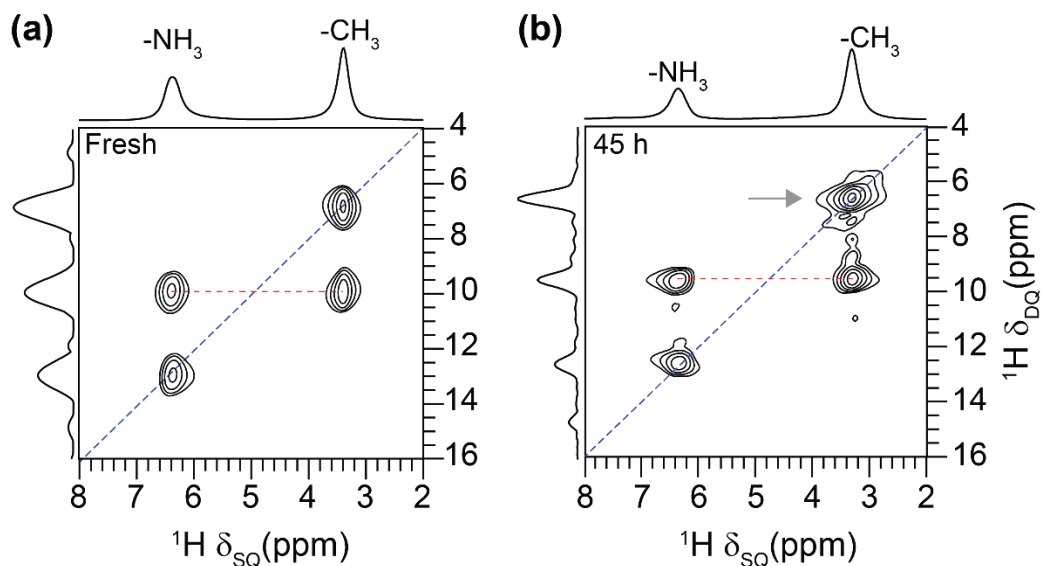 (a)
-NH3
-CH3
Fresh
4
6
8
10
12
14
16
8 7 6 5 4 3 2
1H δSQ(ppm)
(b)
-NH3
-CH3
45 h
4
6
8
10
12
14
16
1H δDQ(ppm)
8 7 6 5 4 3 2
1H δSQ(ppm)